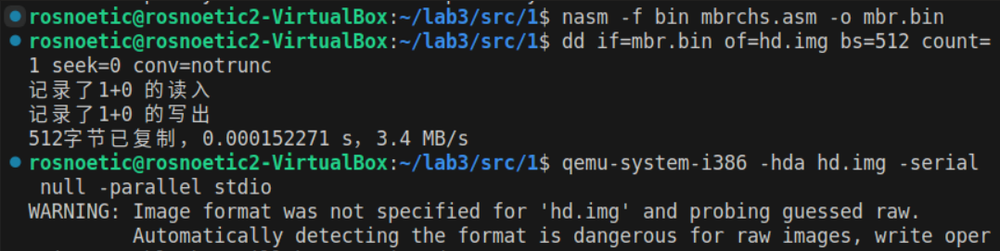 rosnoetic@rosnoetic2-VirtualBox:~/lab3/src/1$ nasm -f bin mbrchs.asm -o mbr.bin
rosnoetic@rosnoetic2-VirtualBox:~/lab3/src/1$ dd if=mbr.bin of=hd.img bs=512 count=
1 seek=0 conv=notrunc
记录了1+0 的读入
记录了1+0 的写出
512字节已复制，0.000152271 s，3.4 MB/s
rosnoetic@rosnoetic2-VirtualBox:~/lab3/src/1$ qemu-system-i386 -hda hd.img -serial
null -parallel stdio
WARNING: Image format was not specified for 'hd.img' and probing guessed raw.
Automatically detecting the format is dangerous for raw images, write oper